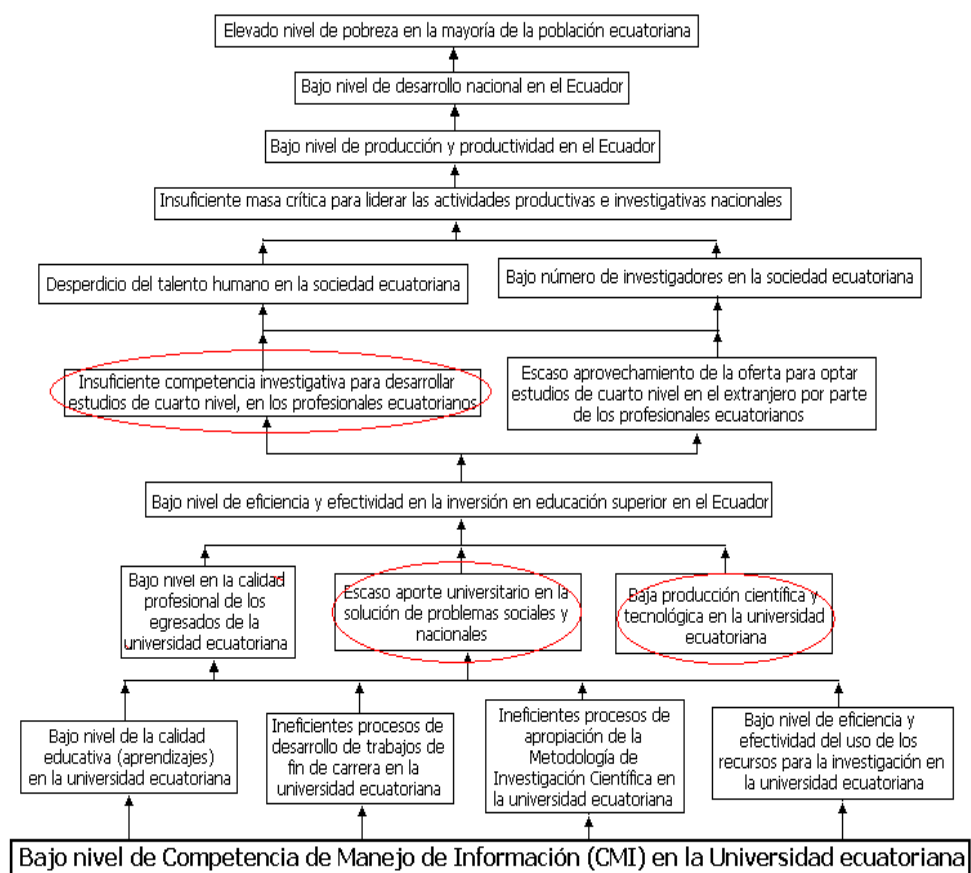 Elevado nivel de pobreza en la mayoría de la población ecuatoriana
Bajo nivel de desarrollo nacional en el Ecuador
Bajo nivel de producción y productividad en el Ecuador
Insuficiente masa crítica para liderar las actividades productivas e investigativas nacionales
Desperdicio del talento humano en la sociedad ecuatoriana
Bajo número de investigadores en la sociedad ecuatoriana
Insuficiente competencia investigativa para desarrollar
estudios de cuarto nivel, en los profesionales ecuatorianos
Escaso aprovechamiento de la oferta para optar
estudios de cuarto nivel en el extranjero por parte
de los profesionales ecuatorianos
Bajo nivel de eficiencia y efectividad en la inversión en educación superior en el Ecuador
Bajo nivel en la calidad
profesional de los
egresados de la
universidad ecuatoriana
Escaso aporte universitario en la
solución de problemas sociales y
nacionales
Baja producción científica y
tecnológica en la universidad
ecuatoriana
Bajo nivel de la calidad
educativa (aprendizajes)
en la universidad ecuatoriana
Ineficientes procesos de
desarrollo de trabajos de
fin de carrera en la
universidad ecuatoriana
Ineficientes procesos de
apropiación de la
Metodología de
Investigación Científica en
la universidad ecuatoriana
Bajo nivel de eficiencia y
efectividad del uso de los
recursos para la investigación en
la universidad ecuatoriana
Bajo nivel de Competencia de Manejo de Información (CMI) en la Universidad ecuatoriana